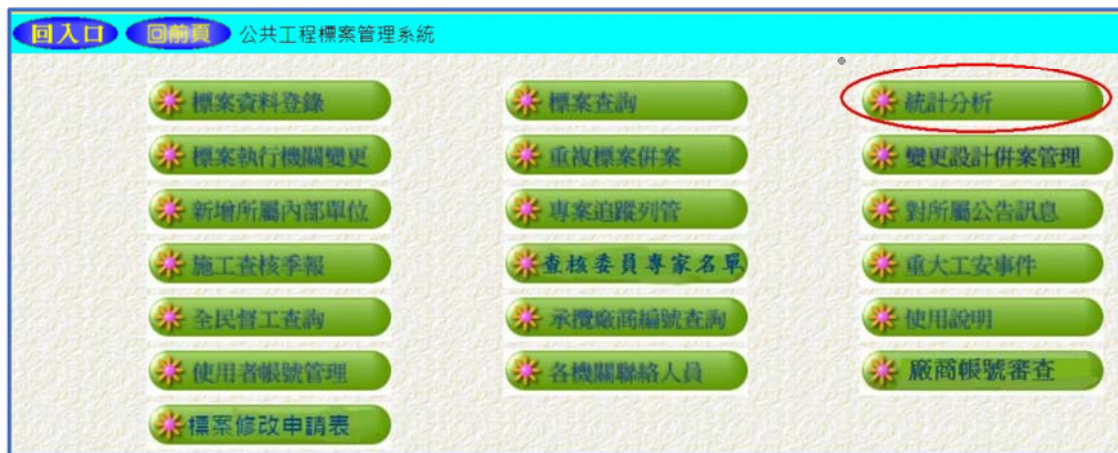 回入口 回前頁 公共工程標案管理系統
標案資料登錄 標案查詢 統計分析
標案執行機關變更 重複標案併案 變更設計併案管理
新增所屬內部單位 專案追蹤列管 對所屬公告訊息
施工查核季報 查核委員專家名單 重大工安事件
全民督工查詢 承攬廠商編號查詢 使用說明
使用者帳號管理 各機關聯絡人員 廠商帳號審查
標案修改申請表